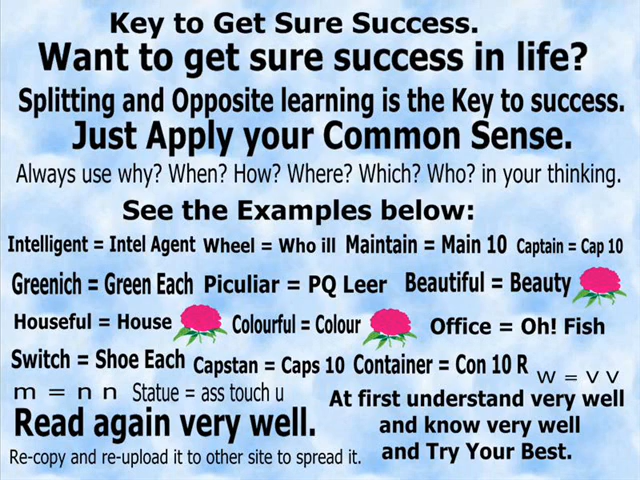 Key to Get Sure Success.
Want to get sure success in life?
Splitting and Opposite learning is the Key to success.
Just Apply your Common Sense.
Always use why? When? How? Where? Which? Who? in your thinking.
See the Examples below:
Intelligent = Intel Agent Wheel = Who ill Maintain = Main 10 Captain = Cap 10
Greenich = Green Each Piculiar = PQ Leer Beautiful = Beauty
Houseful = House Colourful = Colour Office = Oh! Fish
Switch = Shoe Each Capstan = Caps 10 Container = Con 10 R W = V V
m = n n Statue = ass touch u
Read again very well.
Re-copy and re-upload it to other site to spread it.
At first understand very well
and know very well
and Try Your Best.